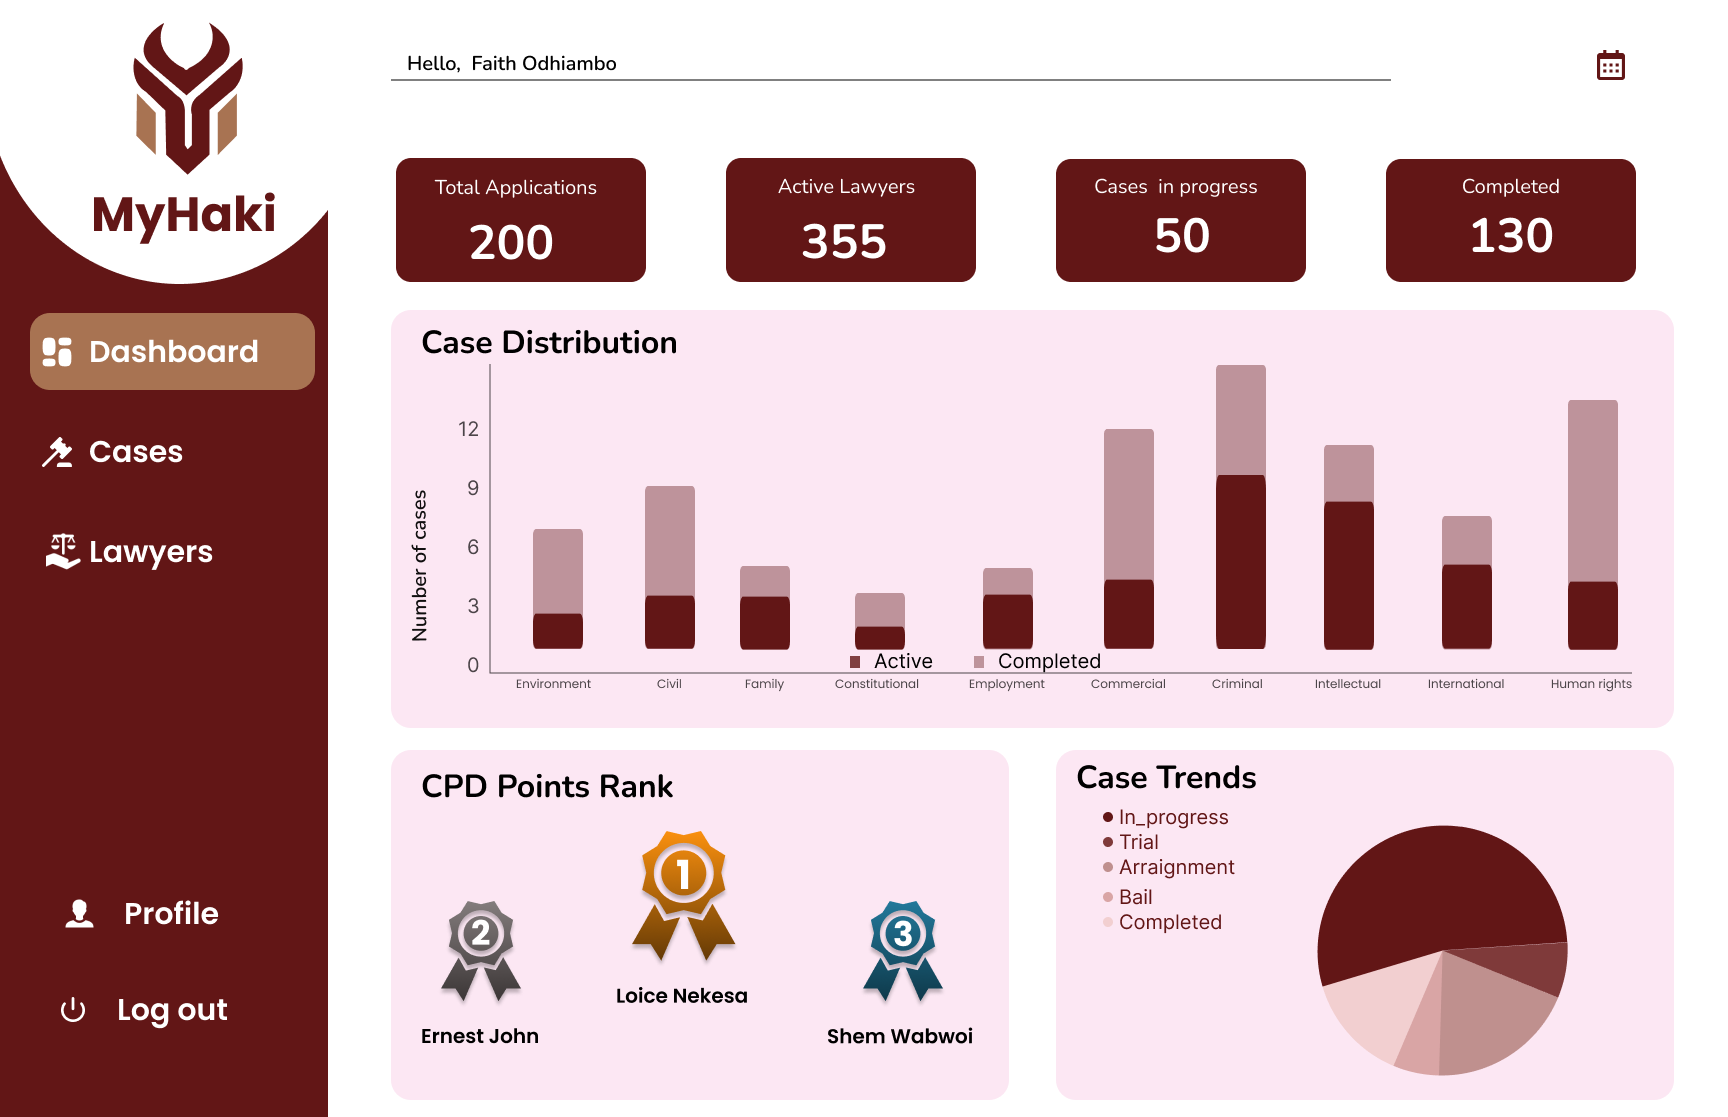 MyHaki
Dashboard
Cases
Lawyers
Profile
Log out
Hello,  Faith Odhiambo
Total Applications
200
Active Lawyers
355
Cases  in progress
50
Completed
130
Case Distribution
Number of cases
12
9
6
3
0
Active
Completed
Environment
Civil
Family
Constitutional
Employment
Commercial
Criminal
Intellectual
International
Human rights
CPD Points Rank
1
2
3
Loice Nekesa
Ernest John
Shem Wabwoi
Case Trends
In_progress
Trial
Arraignment
Bail
Completed